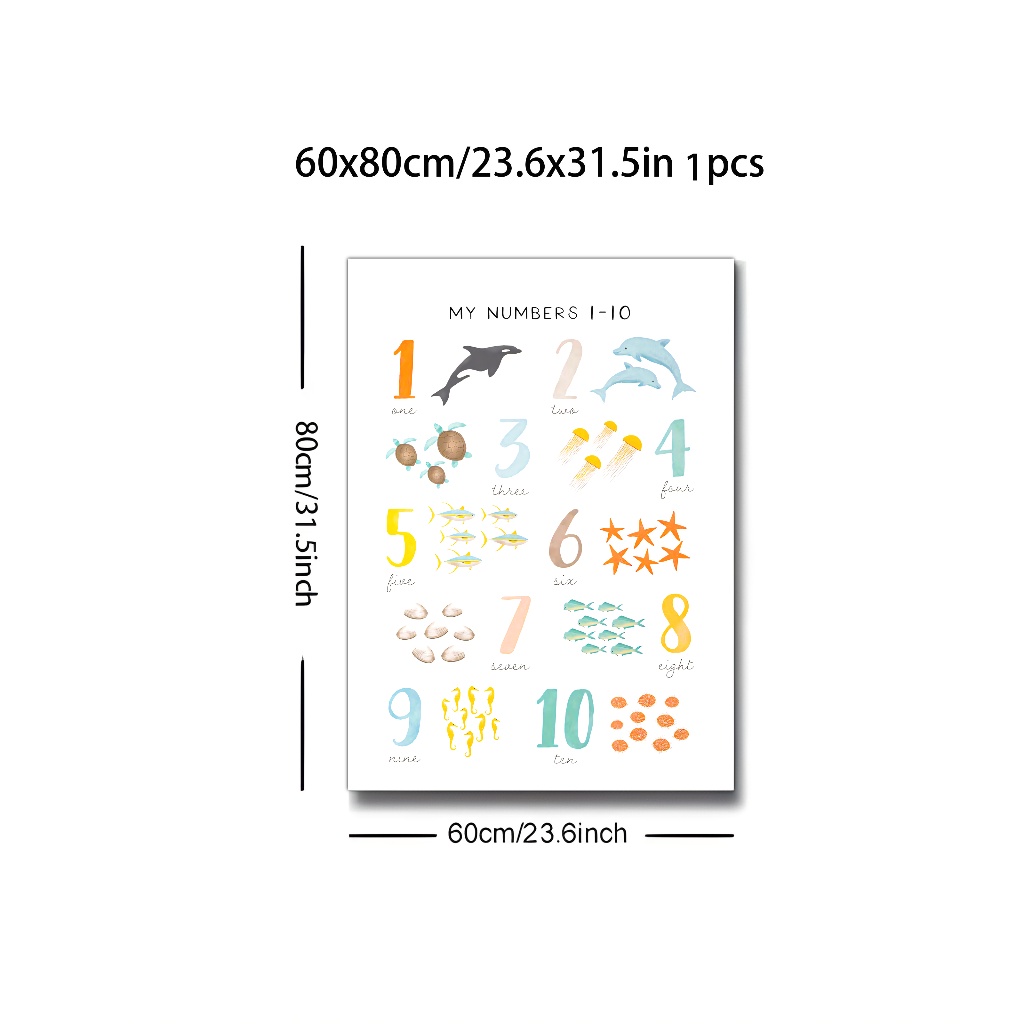 60x80cm/23.6x31.5in 1pcs
80cm/31.5inch
MY NUMBERS 1-10
1 2
one two
3 4
three four
5 6
five six
7 8
seven eight
9 10
nine ten
60cm/23.6inch